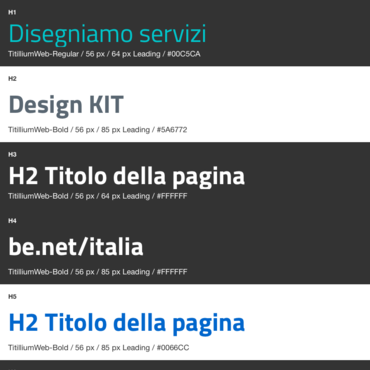 H1
Disegniamo servizi
TitilliumWeb-Regular / 56 px / 64 px Leading / #00C5CA
H2
Design KIT
TitilliumWeb-Bold / 56 px / 85 px Leading / #5A6772
H3
H2 Titolo della pagina
TitilliumWeb-Bold / 56 px / 64 px Leading / #FFFFFF
H4
be.net/italia
TitilliumWeb-Bold / 56 px / 85 px Leading / #FFFFFF
H5
H2 Titolo della pagina
TitilliumWeb-Bold / 56 px / 85 px Leading / #0066CC